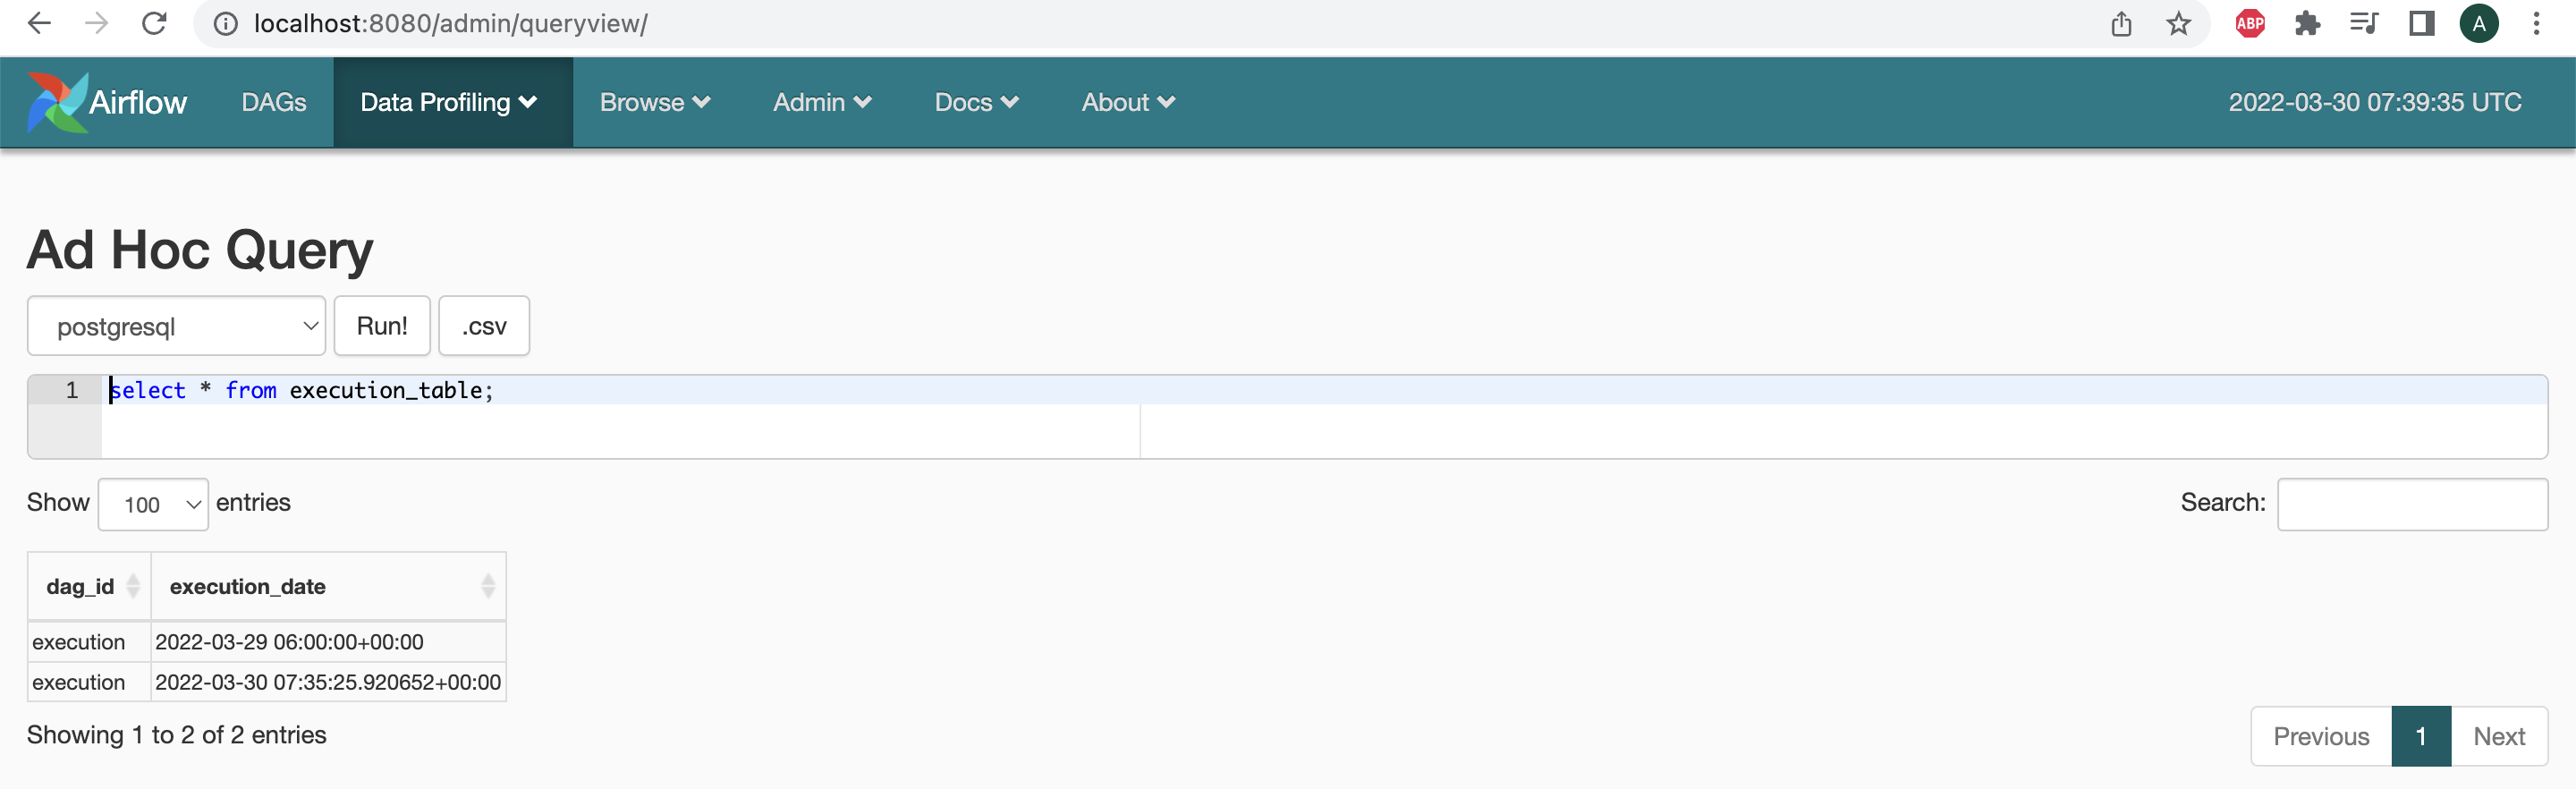 localhost:8080/admin/queryview/
ABP
A
Airflow DAGs Data Profiling Browse Admin Docs About 2022-03-30 07:39:35 UTC
Ad Hoc Query
postgresql Run! .csv
1 select * from execution_table;
Show 100 entries Search:
dag_id execution_date
execution 2022-03-29 06:00:00+00:00
execution 2022-03-30 07:35:25.920652+00:00
Showing 1 to 2 of 2 entries
Previous 1 Next